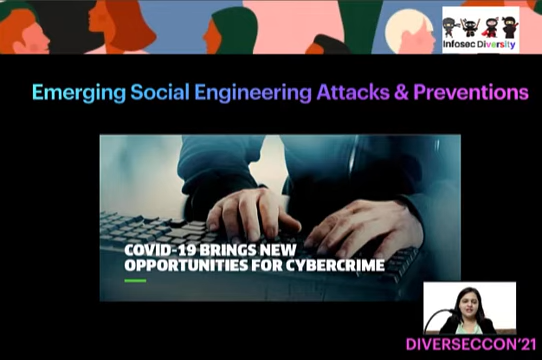 Infosec Diversity
Emerging Social Engineering Attacks & Preventions
COVID-19 BRINGS NEW
OPPORTUNITIES FOR CYBERCRIME
DIVERSECCON'21